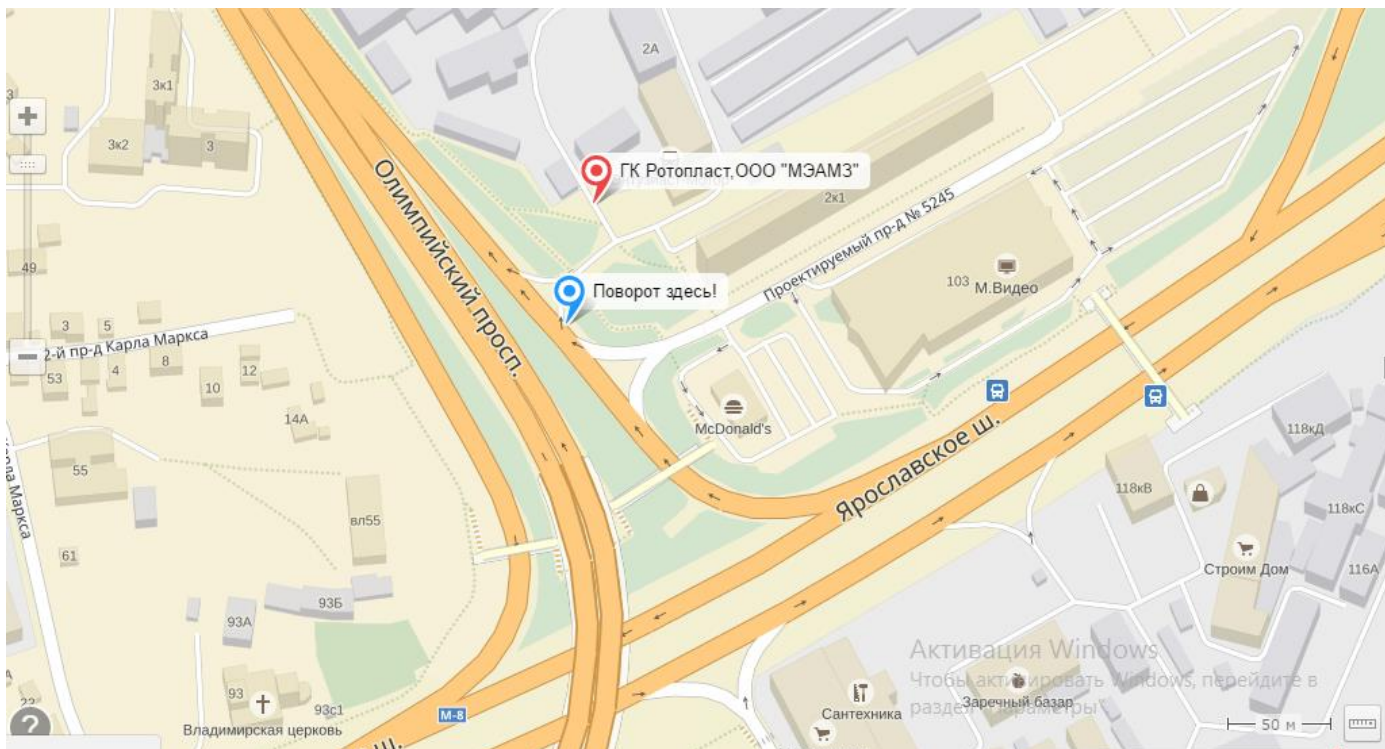 2А
3к1
3к2
3
ГК Ротопласт,ООО "МЭАМЗ"
2к1
Олимпийский просп.
Проектируемый пр-д № 5245
49
103
М.Видео
Поворот здесь!
3
5
2-й пр-д Карла Маркса
53
4
8
10
12
14А
McDonald's
Ярославское ш.
118кД
118кВ
118кС
55
Карла Маркса
вл55
61
Строим Дом
116А
93Б
93А
Активация Windows
Чтобы активировать Windows, перейдите в
раздел "Параметры"
Заречный базар
93
93с1
Владимирская церковь
М-8
Сантехника
ш.
50 м
?